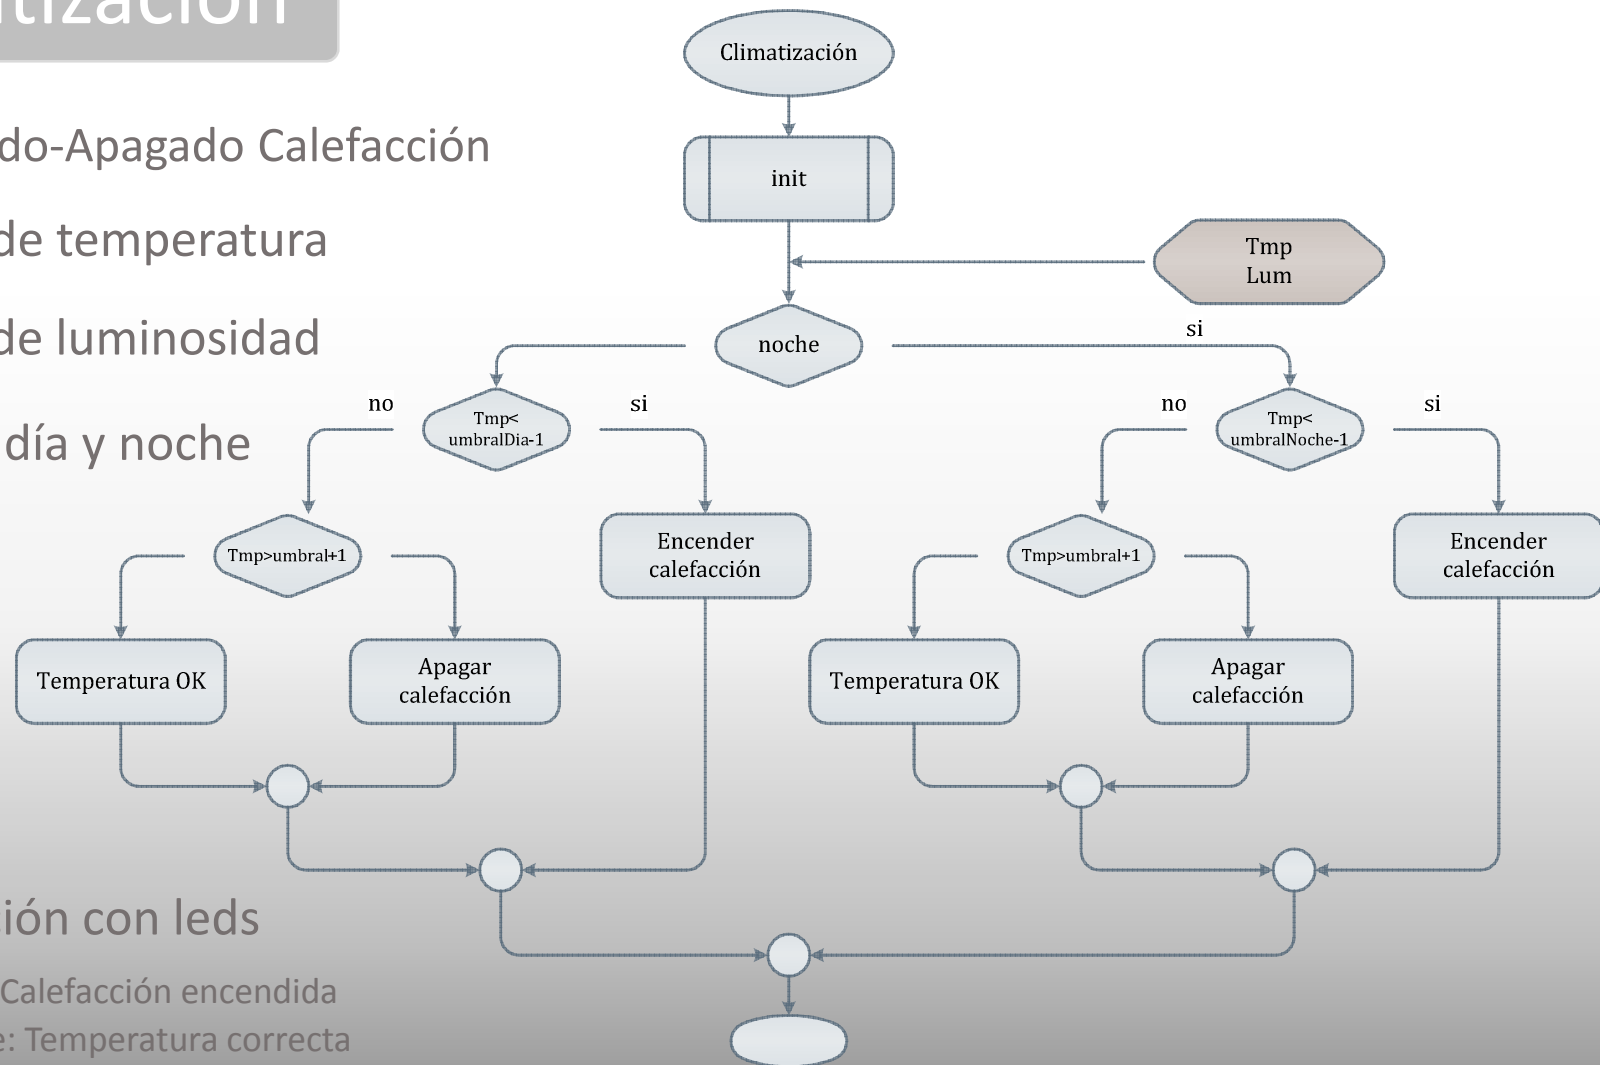 tización
do-Apagado Calefacción
de temperatura
de luminosidad
día y noche
ción con leds
Calefacción encendida
e: Temperatura correcta
Climatización
init
Tmp
Lum
noche
si
no
Tmp<
umbralDia-1
si
no
Tmp<
umbralNoche-1
si
Tmp>umbral+1
Encender
calefacción
Tmp>umbral+1
Encender
calefacción
Temperatura OK
Apagar
calefacción
Temperatura OK
Apagar
calefacción